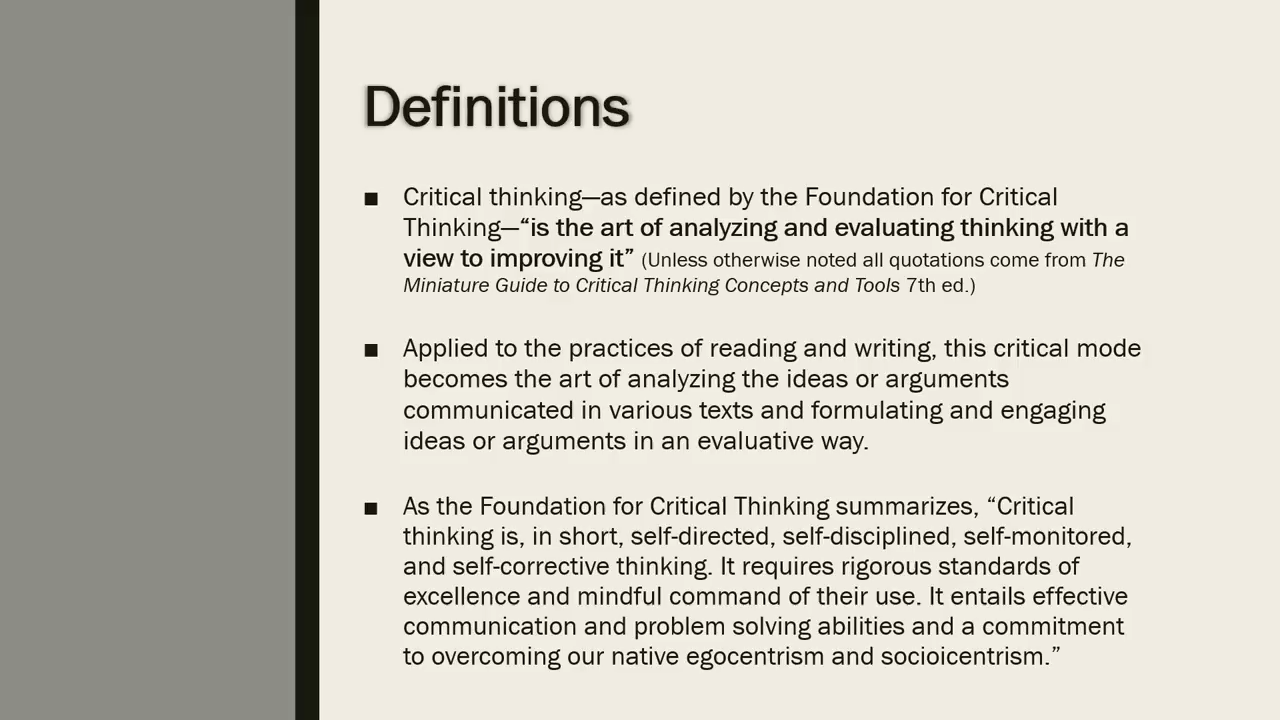 Definitions
■ Critical thinking—as defined by the Foundation for Critical
Thinking—“is the art of analyzing and evaluating thinking with a
view to improving it” (Unless otherwise noted all quotations come from The
Miniature Guide to Critical Thinking Concepts and Tools 7th ed.)
■ Applied to the practices of reading and writing, this critical mode
becomes the art of analyzing the ideas or arguments
communicated in various texts and formulating and engaging
ideas or arguments in an evaluative way.
■ As the Foundation for Critical Thinking summarizes, “Critical
thinking is, in short, self-directed, self-disciplined, self-monitored,
and self-corrective thinking. It requires rigorous standards of
excellence and mindful command of their use. It entails effective
communication and problem solving abilities and a commitment
to overcoming our native egocentrism and socioicentrism.”